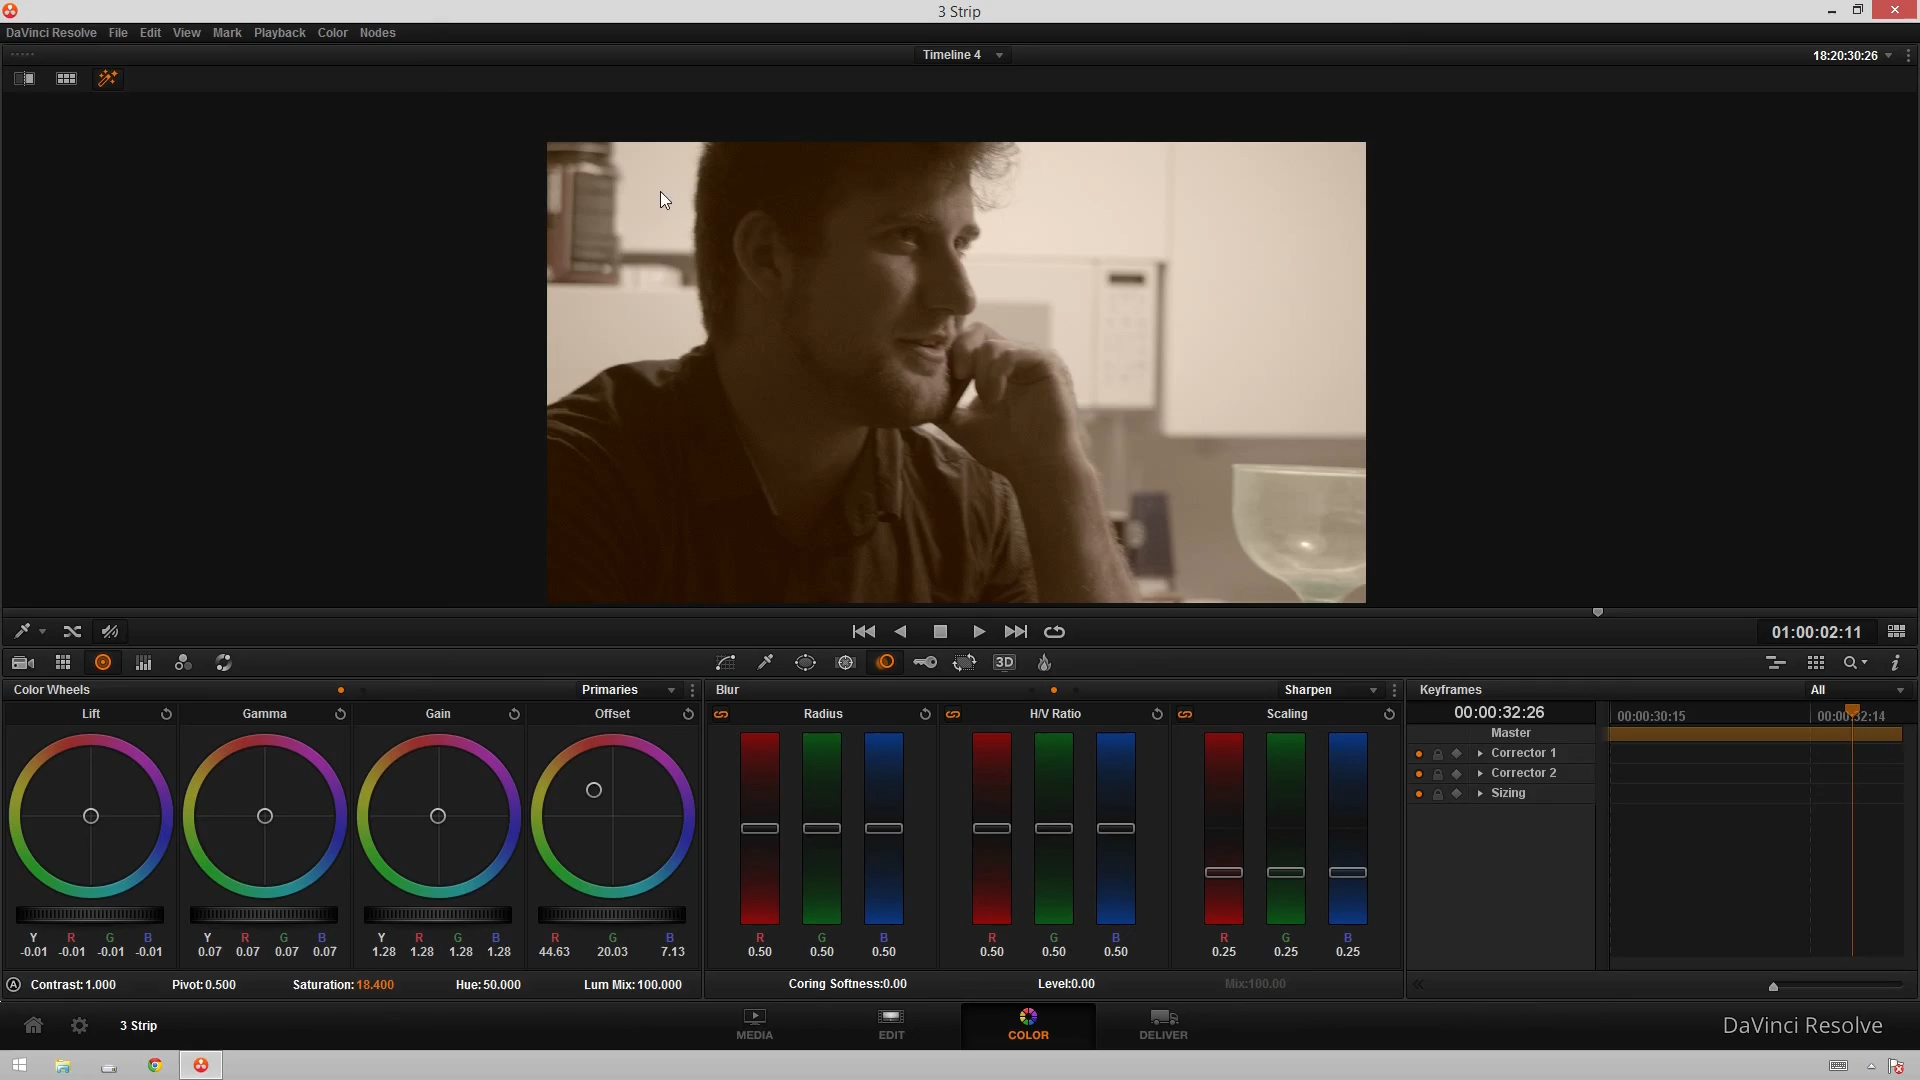 3 Strip
DaVinci Resolve File Edit View Mark Playback Color Nodes
Timeline 4
18:20:30:26
01:00:02:11
3D
Color Wheels
Primaries
Blur
Sharpen
Keyframes
All
Lift
Gamma
Gain
Offset
Radius
H/V Ratio
Scaling
00:00:32:26
00:00:30:15
00:00:32:14
Master
Corrector 1
Corrector 2
Sizing
Y R G B Y R G B Y R G B R G B R G B R G B R G B
-0.01 -0.01 -0.01 -0.01 0.07 0.07 0.07 0.07 1.28 1.28 1.28 1.28 44.63 20.03 7.13 0.50 0.50 0.50 0.50 0.50 0.50 0.25 0.25 0.25
A Contrast:1.000 Pivot:0.500 Saturation:18.400 Hue:50.000 Lum Mix:100.000
Coring Softness:0.00 Level:0.00 Mix:100.00
3 Strip
MEDIA EDIT COLOR DELIVER
DaVinci Resolve